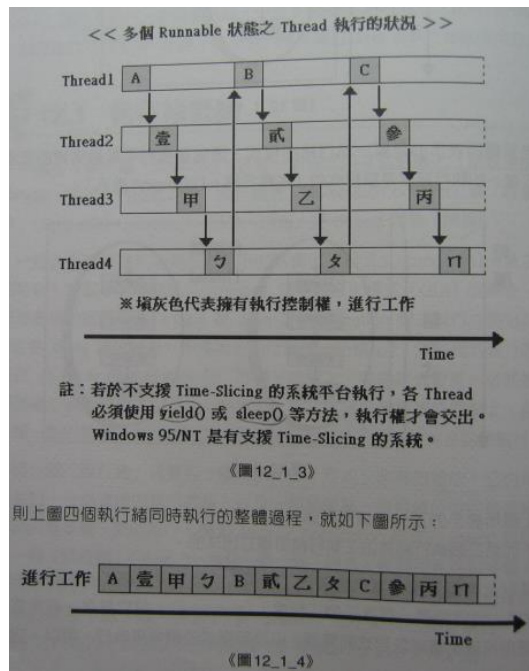 << 多個 Runnable 狀態之 Thread 執行的狀況 >>
Thread1 A B C
Thread2 壹 貳 參
Thread3 甲 乙 丙
Thread4 ㄅ ㄆ ㄇ
※填灰色代表擁有執行控制權，進行工作
Time
註：若於不支援 Time-Slicing 的系統平台執行，各 Thread
必須使用 yield() 或 sleep() 等方法，執行權才會交出。
Windows 95/NT 是有支援 Time-Slicing 的系統。
《圖12_1_3》
則上圖四個執行緒同時執行的整體過程，就如下圖所示：
進行工作 A 壹 甲 ㄅ B 貳 乙 ㄆ C 參 丙 ㄇ
Time
《圖12_1_4》